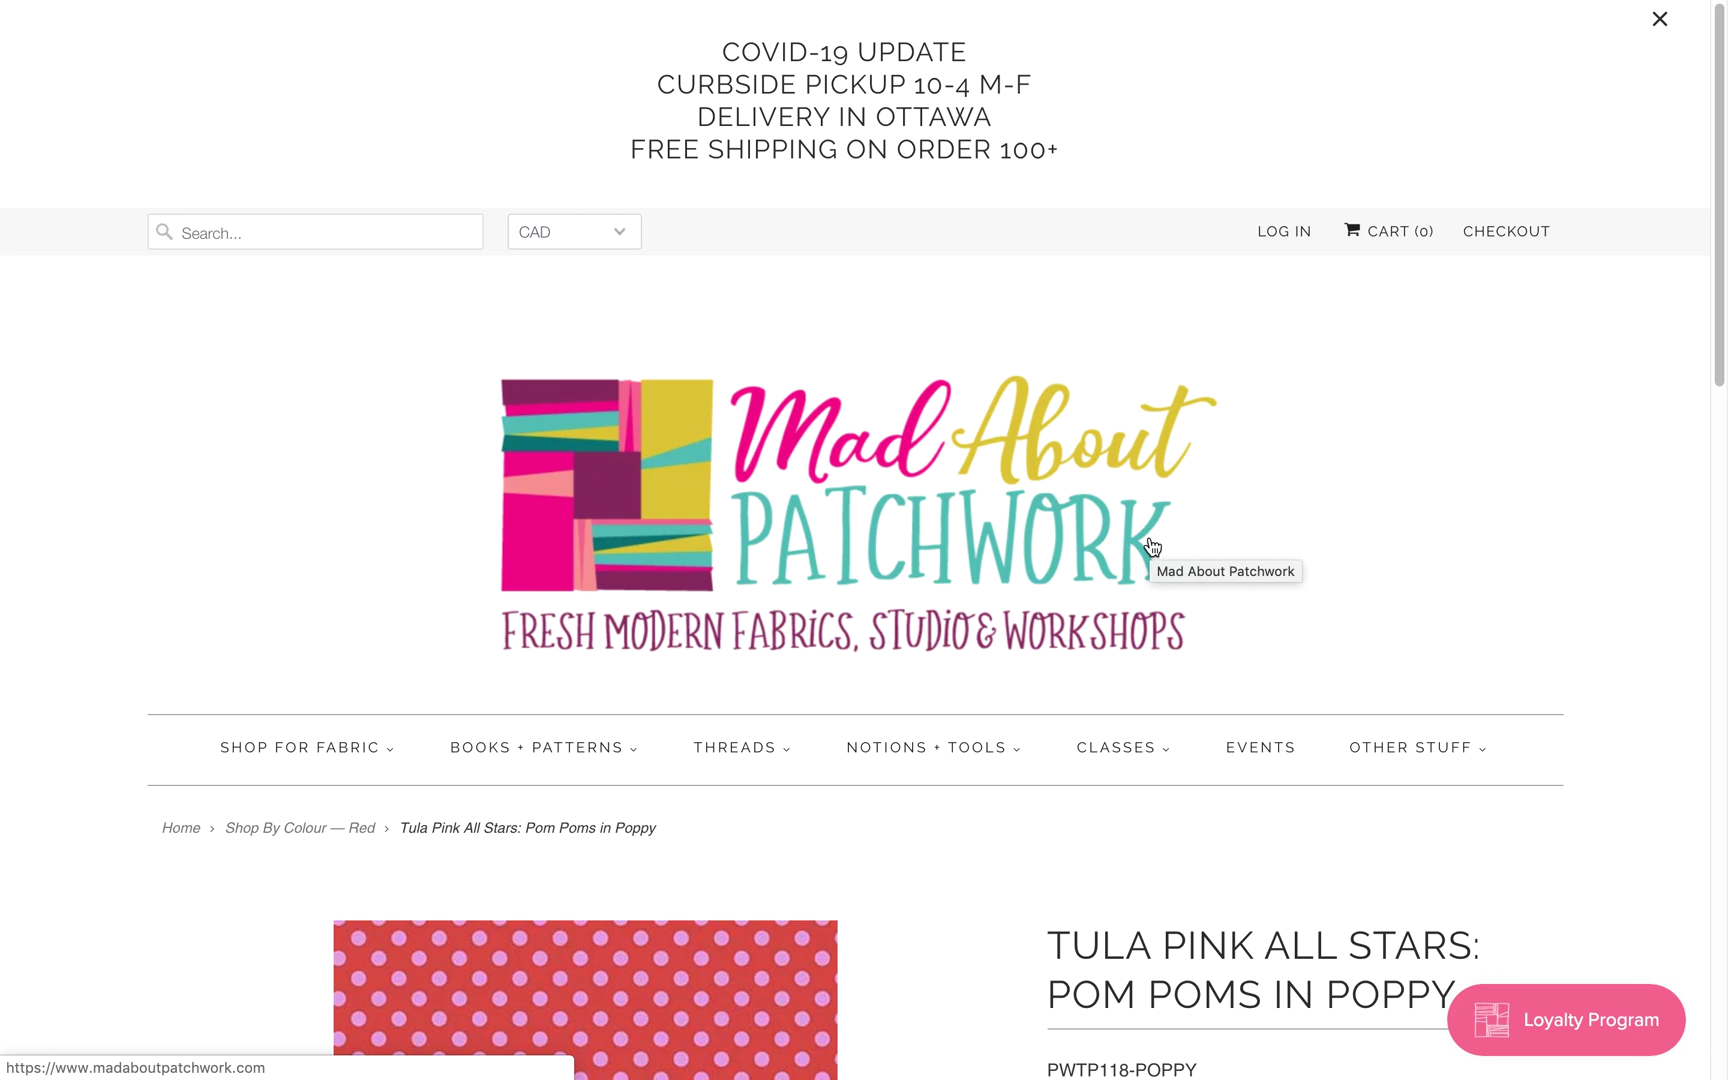 COVID-19 UPDATE
CURBSIDE PICKUP 10-4 M-F
DELIVERY IN OTTAWA
FREE SHIPPING ON ORDER 100+
Search...
CAD
LOG IN
CART (0)
CHECKOUT
Mad About
PATCHWORK
Mad About Patchwork
FRESH MODERN FABRICS, STUDIO & WORKSHOPS
SHOP FOR FABRIC
BOOKS + PATTERNS
THREADS
NOTIONS + TOOLS
CLASSES
EVENTS
OTHER STUFF
Home › Shop By Colour — Red › Tula Pink All Stars: Pom Poms in Poppy
TULA PINK ALL STARS:
POM POMS IN POPPY
Loyalty Program
PWTP118-POPPY
https://www.madaboutpatchwork.com